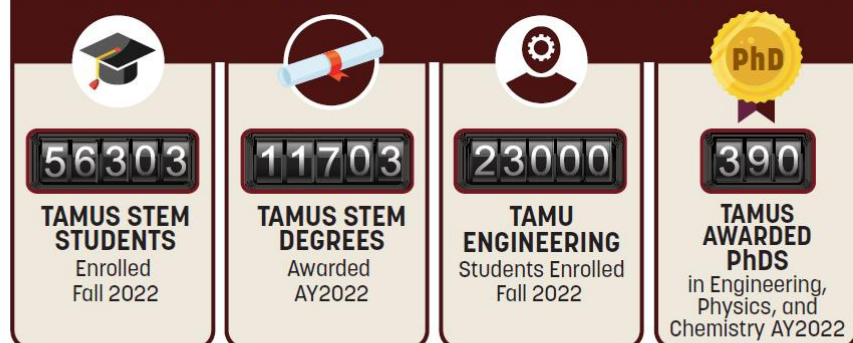 56303
TAMUS STEM
STUDENTS
Enrolled
Fall 2022
11703
TAMUS STEM
DEGREES
Awarded
AY2022
23000
TAMU
ENGINEERING
Students Enrolled
Fall 2022
PhD
390
TAMUS
AWARDED
PhDS
in Engineering,
Physics, and
Chemistry AY2022